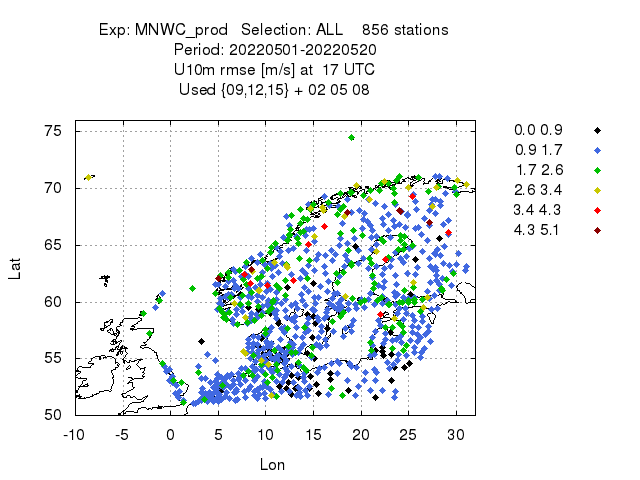 Exp: MNWC_prod   Selection: ALL    856 stations
Period: 20220501-20220520
U10m rmse [m/s] at  17 UTC
Used {09,12,15} + 02 05 08
75
70
65
60
55
50
-10 -5 0 5 10 15 20 25 30
Lat
Lon
0.0 0.9
0.9 1.7
1.7 2.6
2.6 3.4
3.4 4.3
4.3 5.1